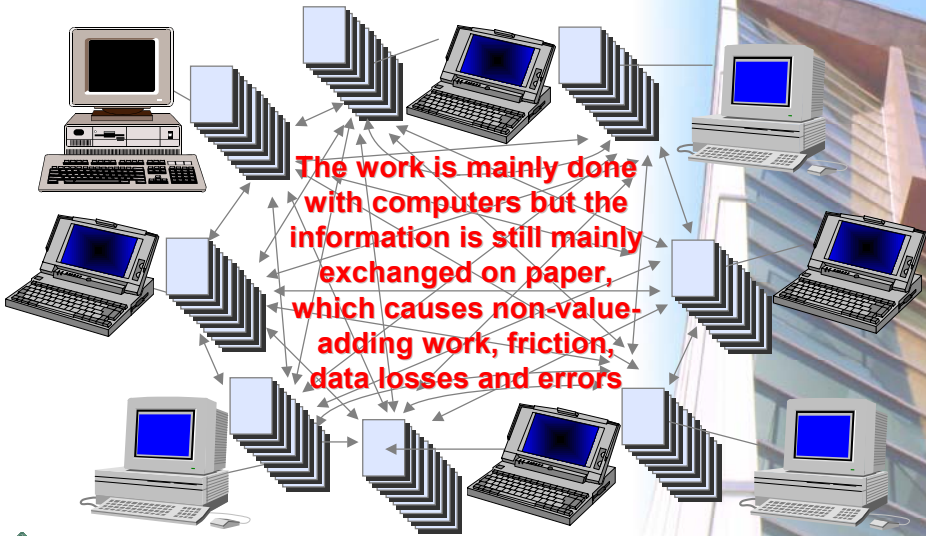 The work is mainly done
with computers but the
information is still mainly
exchanged on paper,
which causes non-value-
adding work, friction,
data losses and errors